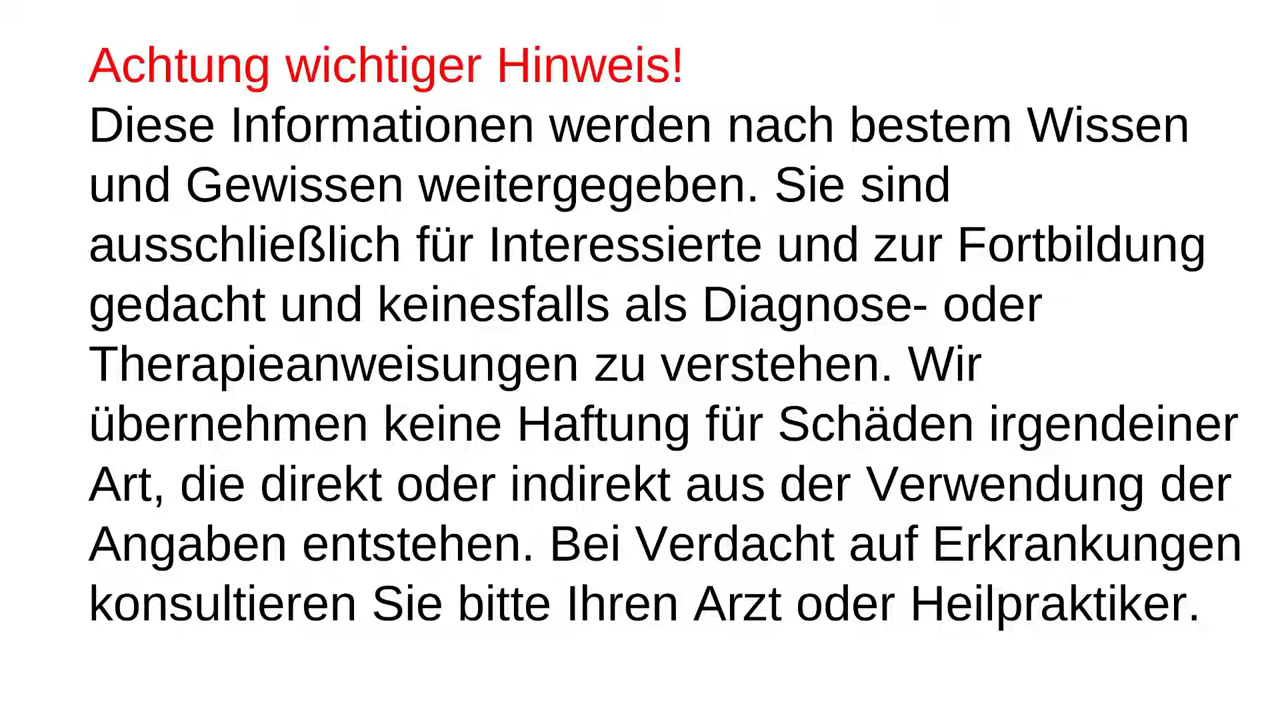 Achtung wichtiger Hinweis!
Diese Informationen werden nach bestem Wissen
und Gewissen weitergegeben. Sie sind
ausschließlich für Interessierte und zur Fortbildung
gedacht und keinesfalls als Diagnose- oder
Therapieanweisungen zu verstehen. Wir
übernehmen keine Haftung für Schäden irgendeiner
Art, die direkt oder indirekt aus der Verwendung der
Angaben entstehen. Bei Verdacht auf Erkrankungen
konsultieren Sie bitte Ihren Arzt oder Heilpraktiker.